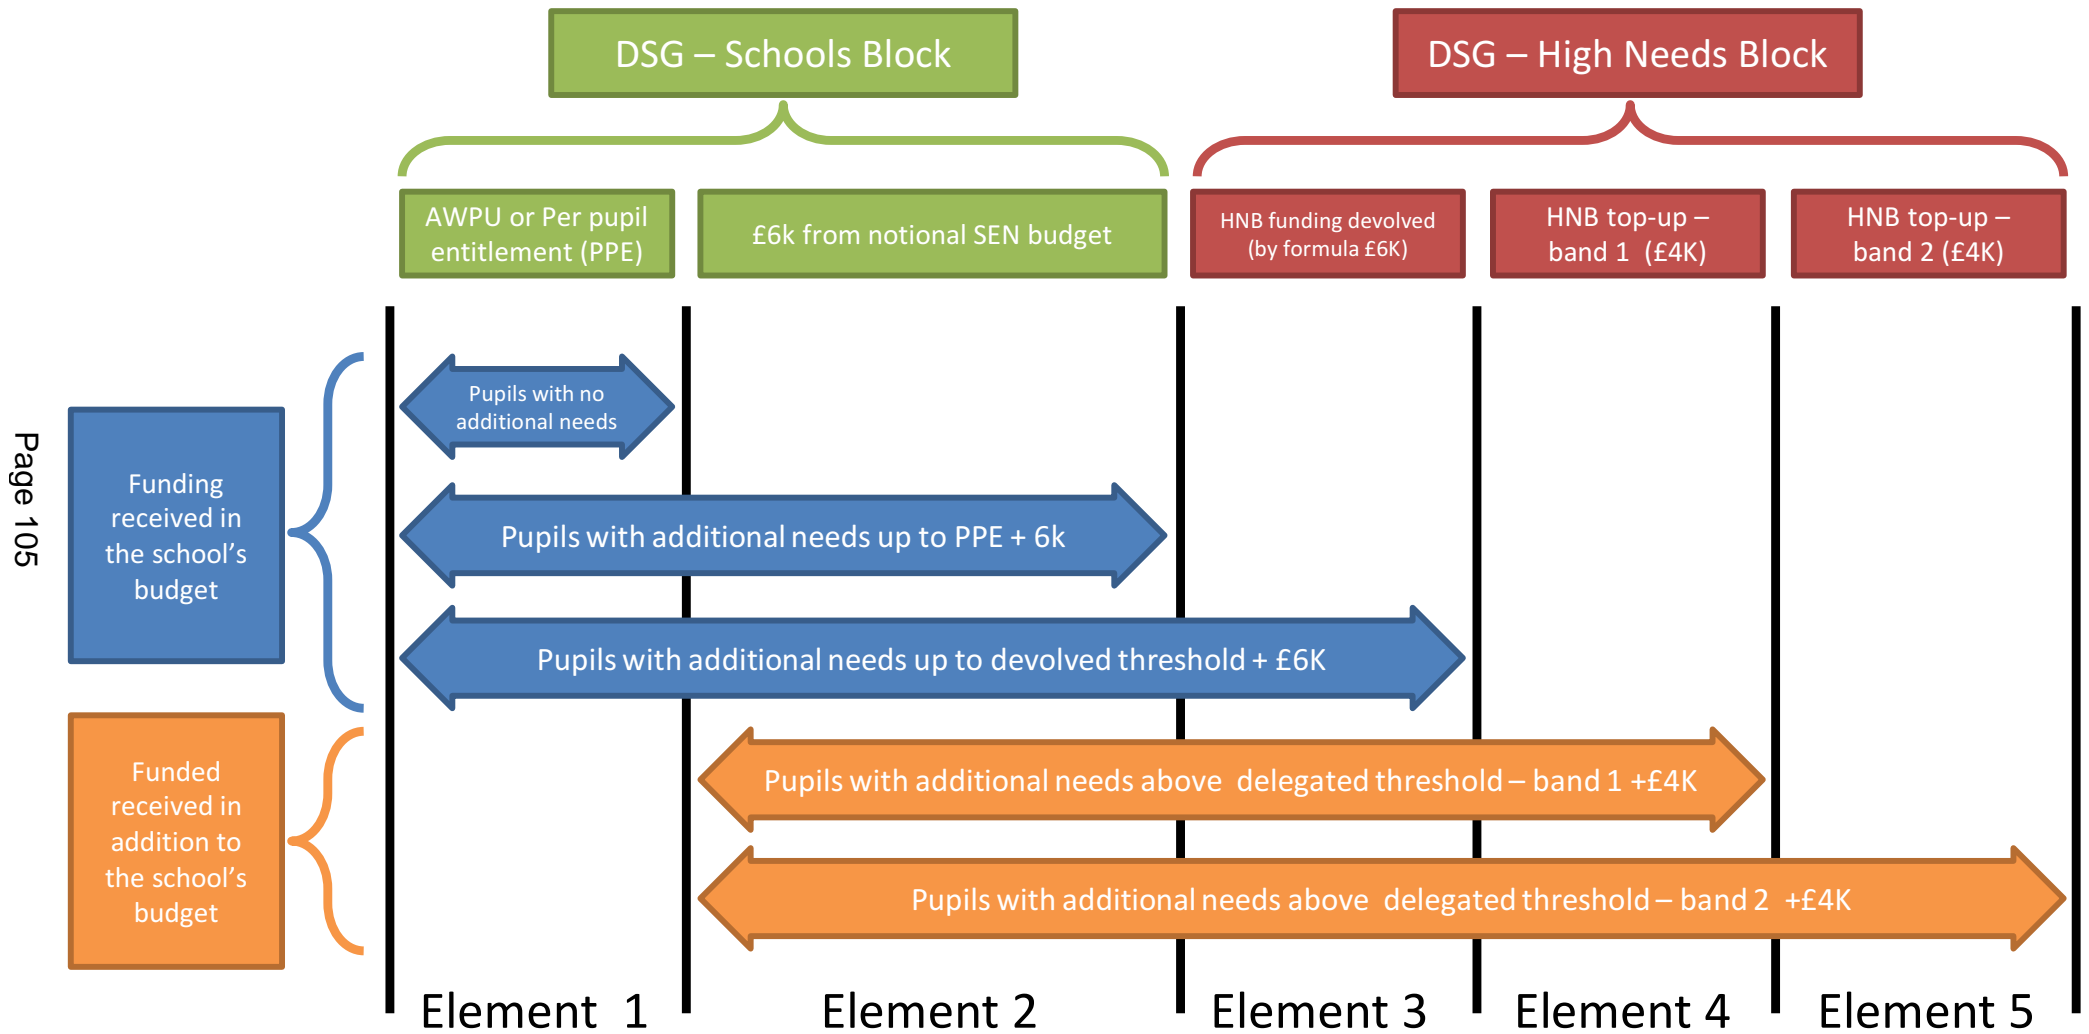 DSG – Schools Block
DSG – High Needs Block
AWPU or Per pupil
entitlement (PPE)
£6k from notional SEN budget
HNB funding devolved
(by formula £6K)
HNB top-up –
band 1 (£4K)
HNB top-up –
band 2 (£4K)
Page 105
Funding
received in
the school’s
budget
Pupils with no
additional needs
Pupils with additional needs up to PPE + 6k
Pupils with additional needs up to devolved threshold + £6K
Funded
received in
addition to
the school’s
budget
Pupils with additional needs above delegated threshold – band 1 +£4K
Pupils with additional needs above delegated threshold – band 2 +£4K
Element 1
Element 2
Element 3
Element 4
Element 5